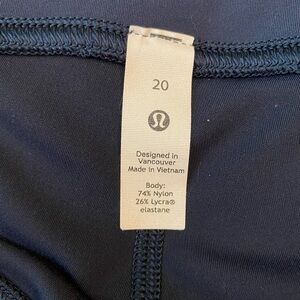 20
Designed in
Vancouver
Made in Vietnam
Body:
74% Nylon
26% Lycra®
elastane